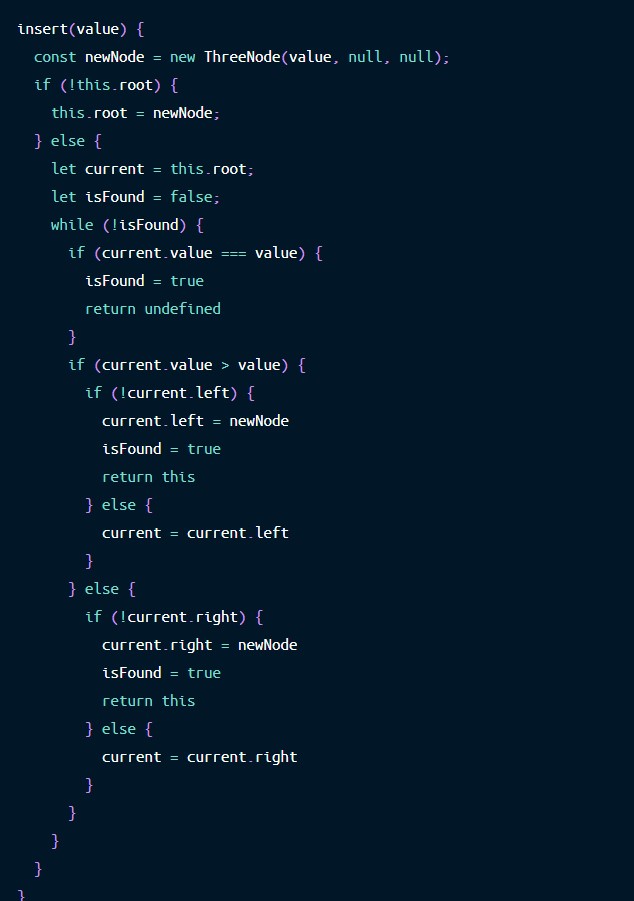 insert(value) {
  const newNode = new ThreeNode(value, null, null);
  if (!this.root) {
    this.root = newNode;
  } else {
    let current = this.root;
    let isFound = false;
    while (!isFound) {
      if (current.value === value) {
        isFound = true
        return undefined
      }
      if (current.value > value) {
        if (!current.left) {
          current.left = newNode
          isFound = true
          return this
        } else {
          current = current.left
        }
      } else {
        if (!current.right) {
          current.right = newNode
          isFound = true
          return this
        } else {
          current = current.right
        }
      }
    }
  }
}